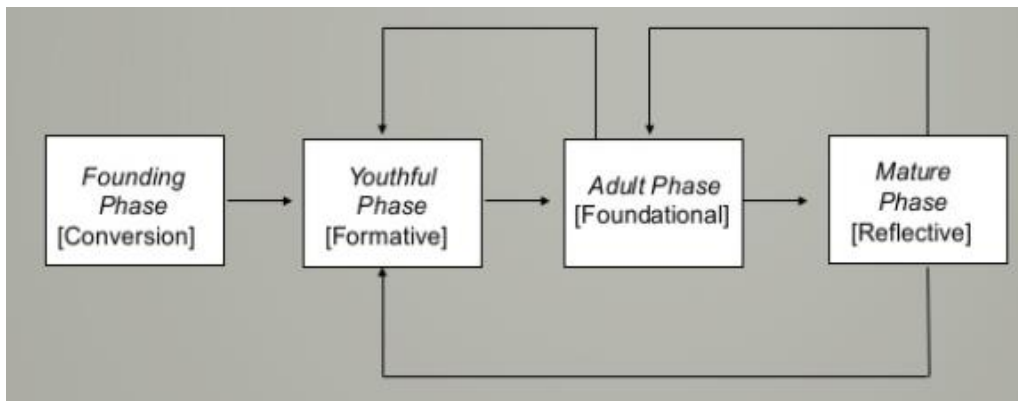 Founding
Phase
[Conversion]
Youthful
Phase
[Formative]
Adult Phase
[Foundational]
Mature
Phase
[Reflective]